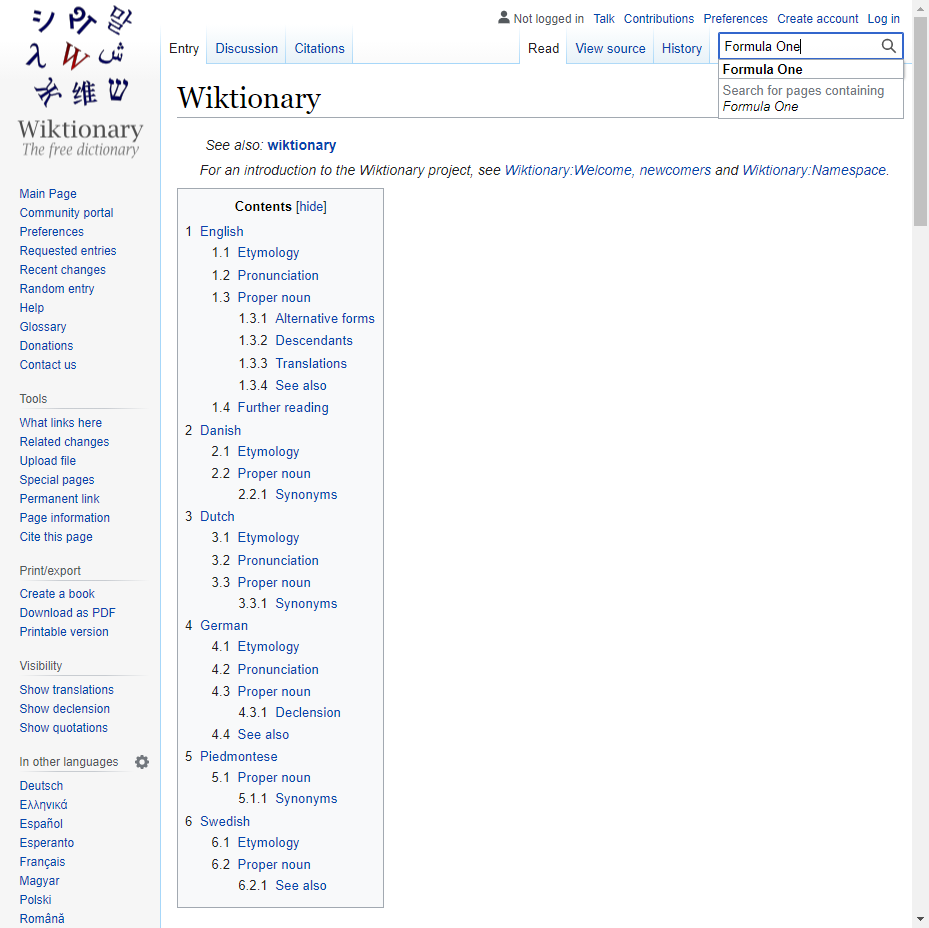 Wiktionary
The free dictionary
Not logged in Talk Contributions Preferences Create account Log in
Entry Discussion Citations Read View source History Formula One
Formula One
Search for pages containing
Formula One
Wiktionary
See also: wiktionary
For an introduction to the Wiktionary project, see Wiktionary:Welcome, newcomers and Wiktionary:Namespace.
Main Page
Community portal
Preferences
Requested entries
Recent changes
Random entry
Help
Glossary
Donations
Contact us
Tools
What links here
Related changes
Upload file
Special pages
Permanent link
Page information
Cite this page
Print/export
Create a book
Download as PDF
Printable version
Visibility
Show translations
Show declension
Show quotations
In other languages
Deutsch
Ελληνικά
Español
Esperanto
Français
Magyar
Polski
Română
Contents [hide]
1 English
1.1 Etymology
1.2 Pronunciation
1.3 Proper noun
1.3.1 Alternative forms
1.3.2 Descendants
1.3.3 Translations
1.3.4 See also
1.4 Further reading
2 Danish
2.1 Etymology
2.2 Proper noun
2.2.1 Synonyms
3 Dutch
3.1 Etymology
3.2 Pronunciation
3.3 Proper noun
3.3.1 Synonyms
4 German
4.1 Etymology
4.2 Pronunciation
4.3 Proper noun
4.3.1 Declension
4.4 See also
5 Piedmontese
5.1 Proper noun
5.1.1 Synonyms
6 Swedish
6.1 Etymology
6.2 Proper noun
6.2.1 See also